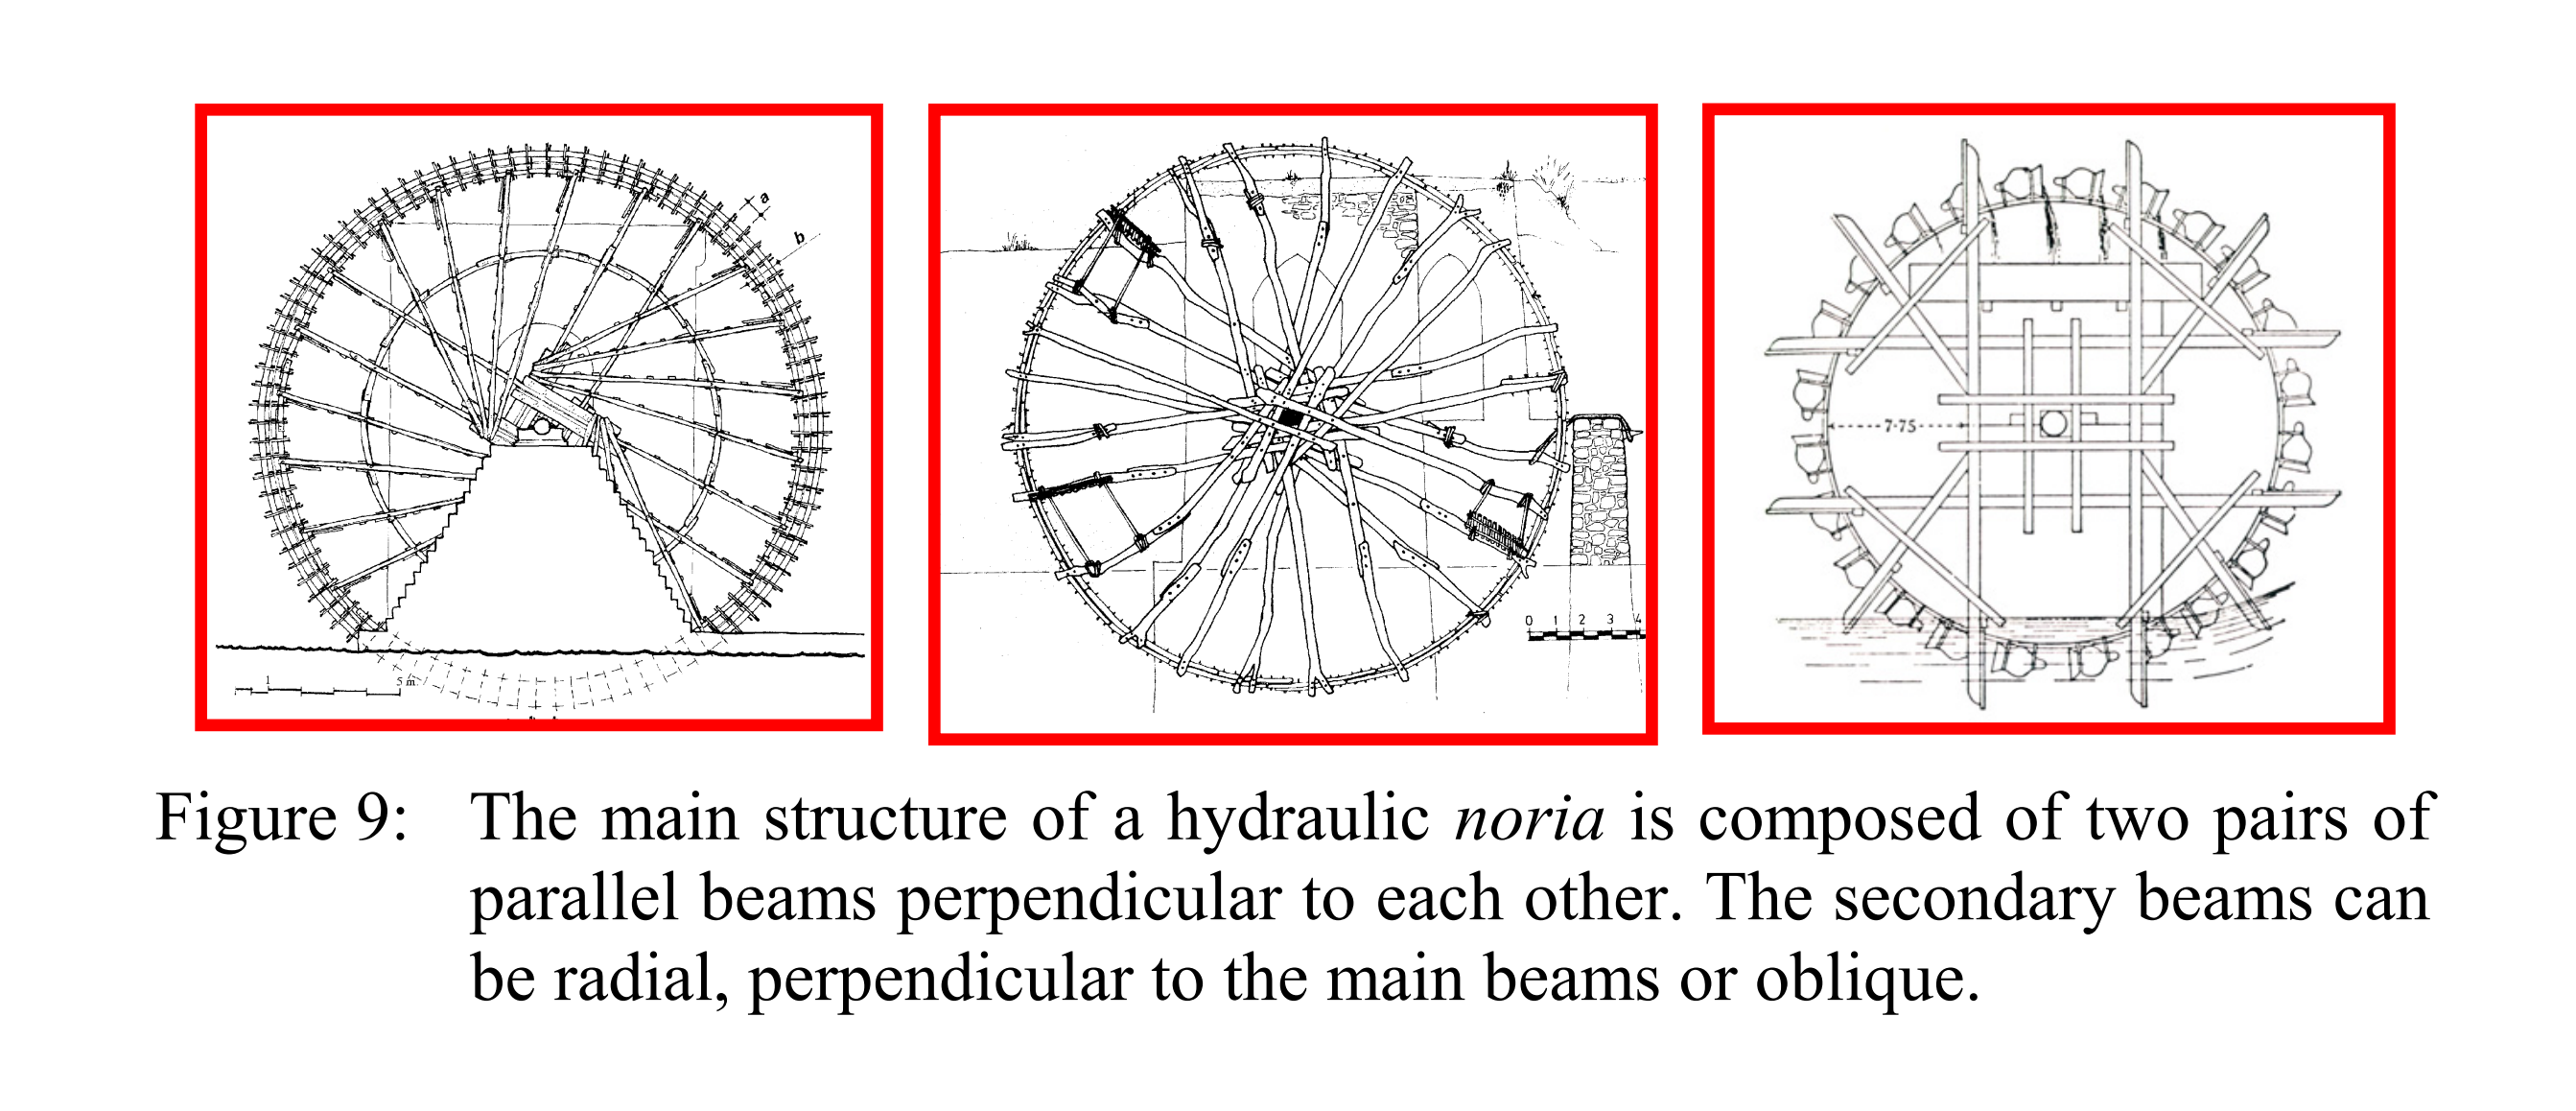 a
b
1
5 m.
0 1 2 3 4
7·75
Figure 9: The main structure of a hydraulic noria is composed of two pairs of
parallel beams perpendicular to each other. The secondary beams can
be radial, perpendicular to the main beams or oblique.